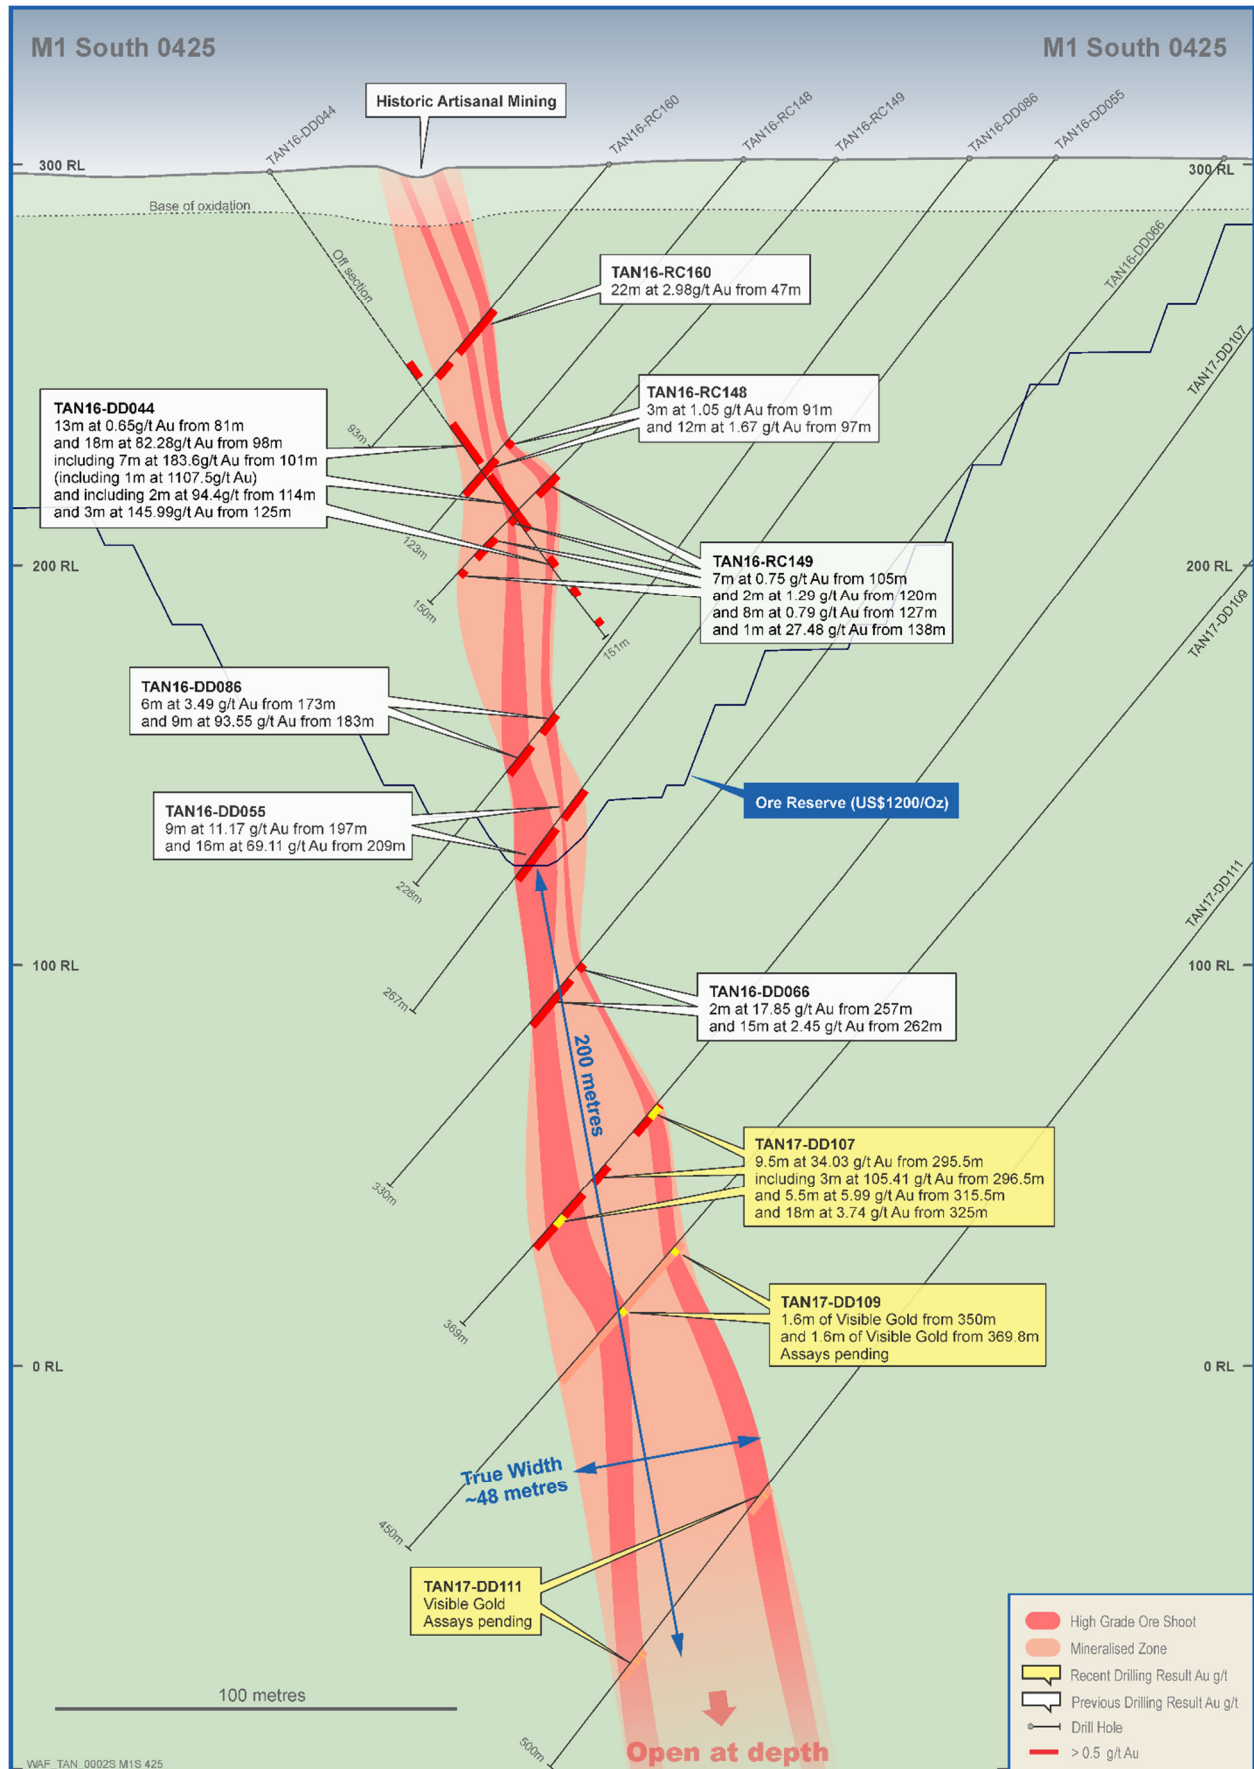 M1 South 0425
M1 South 0425
Historic Artisanal Mining
TAN16-DD044
TAN16-RC160
TAN16-RC148
TAN16-RC149
TAN16-DD086
TAN16-DD055
300 RL
300 RL
Base of oxidation
Off section
TAN16-DD066
TAN16-RC160
22m at 2.98g/t Au from 47m
TAN17-DD107
TAN16-RC148
3m at 1.05 g/t Au from 91m
and 12m at 1.67 g/t Au from 97m
TAN16-DD044
13m at 0.65g/t Au from 81m
and 18m at 82.28g/t Au from 98m
including 7m at 183.6g/t Au from 101m
(including 1m at 1107.5g/t Au)
and including 2m at 94.4g/t from 114m
and 3m at 145.99g/t Au from 125m
93m
123m
150m
151m
TAN16-RC149
7m at 0.75 g/t Au from 105m
and 2m at 1.29 g/t Au from 120m
and 8m at 0.79 g/t Au from 127m
and 1m at 27.48 g/t Au from 138m
200 RL
200 RL
TAN17-DD109
TAN16-DD086
6m at 3.49 g/t Au from 173m
and 9m at 93.55 g/t Au from 183m
Ore Reserve (US$1200/Oz)
TAN16-DD055
9m at 11.17 g/t Au from 197m
and 16m at 69.11 g/t Au from 209m
228m
TAN17-DD111
100 RL
100 RL
267m
TAN16-DD066
2m at 17.85 g/t Au from 257m
and 15m at 2.45 g/t Au from 262m
200 metres
330m
TAN17-DD107
9.5m at 34.03 g/t Au from 295.5m
including 3m at 105.41 g/t Au from 296.5m
and 5.5m at 5.99 g/t Au from 315.5m
and 18m at 3.74 g/t Au from 325m
369m
TAN17-DD109
1.6m of Visible Gold from 350m
and 1.6m of Visible Gold from 369.8m
Assays pending
0 RL
0 RL
True Width
~48 metres
450m
TAN17-DD111
Visible Gold
Assays pending
100 metres
500m
Open at depth
High Grade Ore Shoot
Mineralised Zone
Recent Drilling Result Au g/t
Previous Drilling Result Au g/t
Drill Hole
> 0.5 g/t Au
WAF_TAN_0002S M1S 425